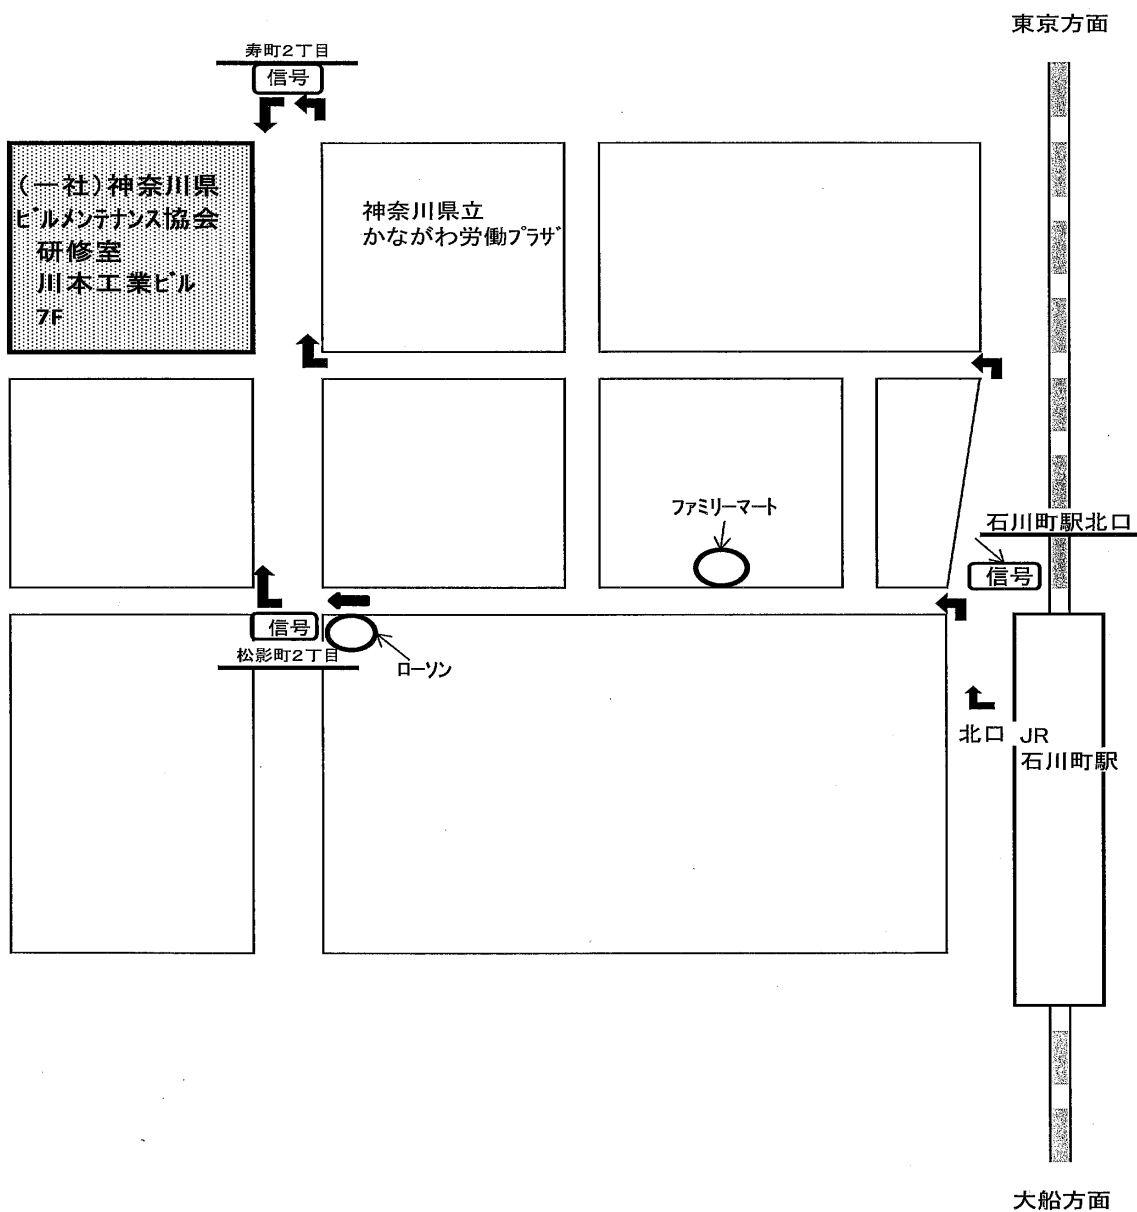 東京方面
寿町2丁目
信号
(一社)神奈川県
ビルメンテナンス協会
研修室
川本工業ビル
7F
神奈川県立
かながわ労働プラザ
ファミリーマート
石川町駅北口
信号
信号
松影町2丁目
ローソン
北口
JR
石川町駅
大船方面